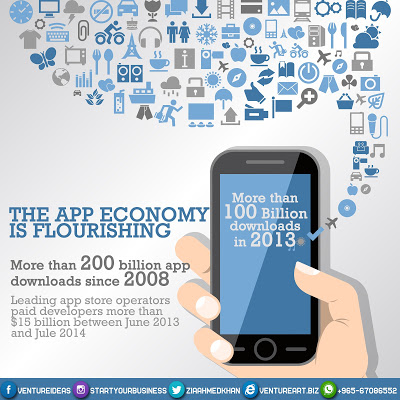 More than
100 Billion
downloads
in 2013
THE APP ECONOMY
IS FLOURISHING
More than 200 billion app
downloads since 2008
Leading app store operators
paid developers more than
$15 billion between June 2013
and Jule 2014
VENTUREIDEAS STARTYOURBUSINESS ZIAAHMEDKHAN VENTUREART.BIZ +965-67086552